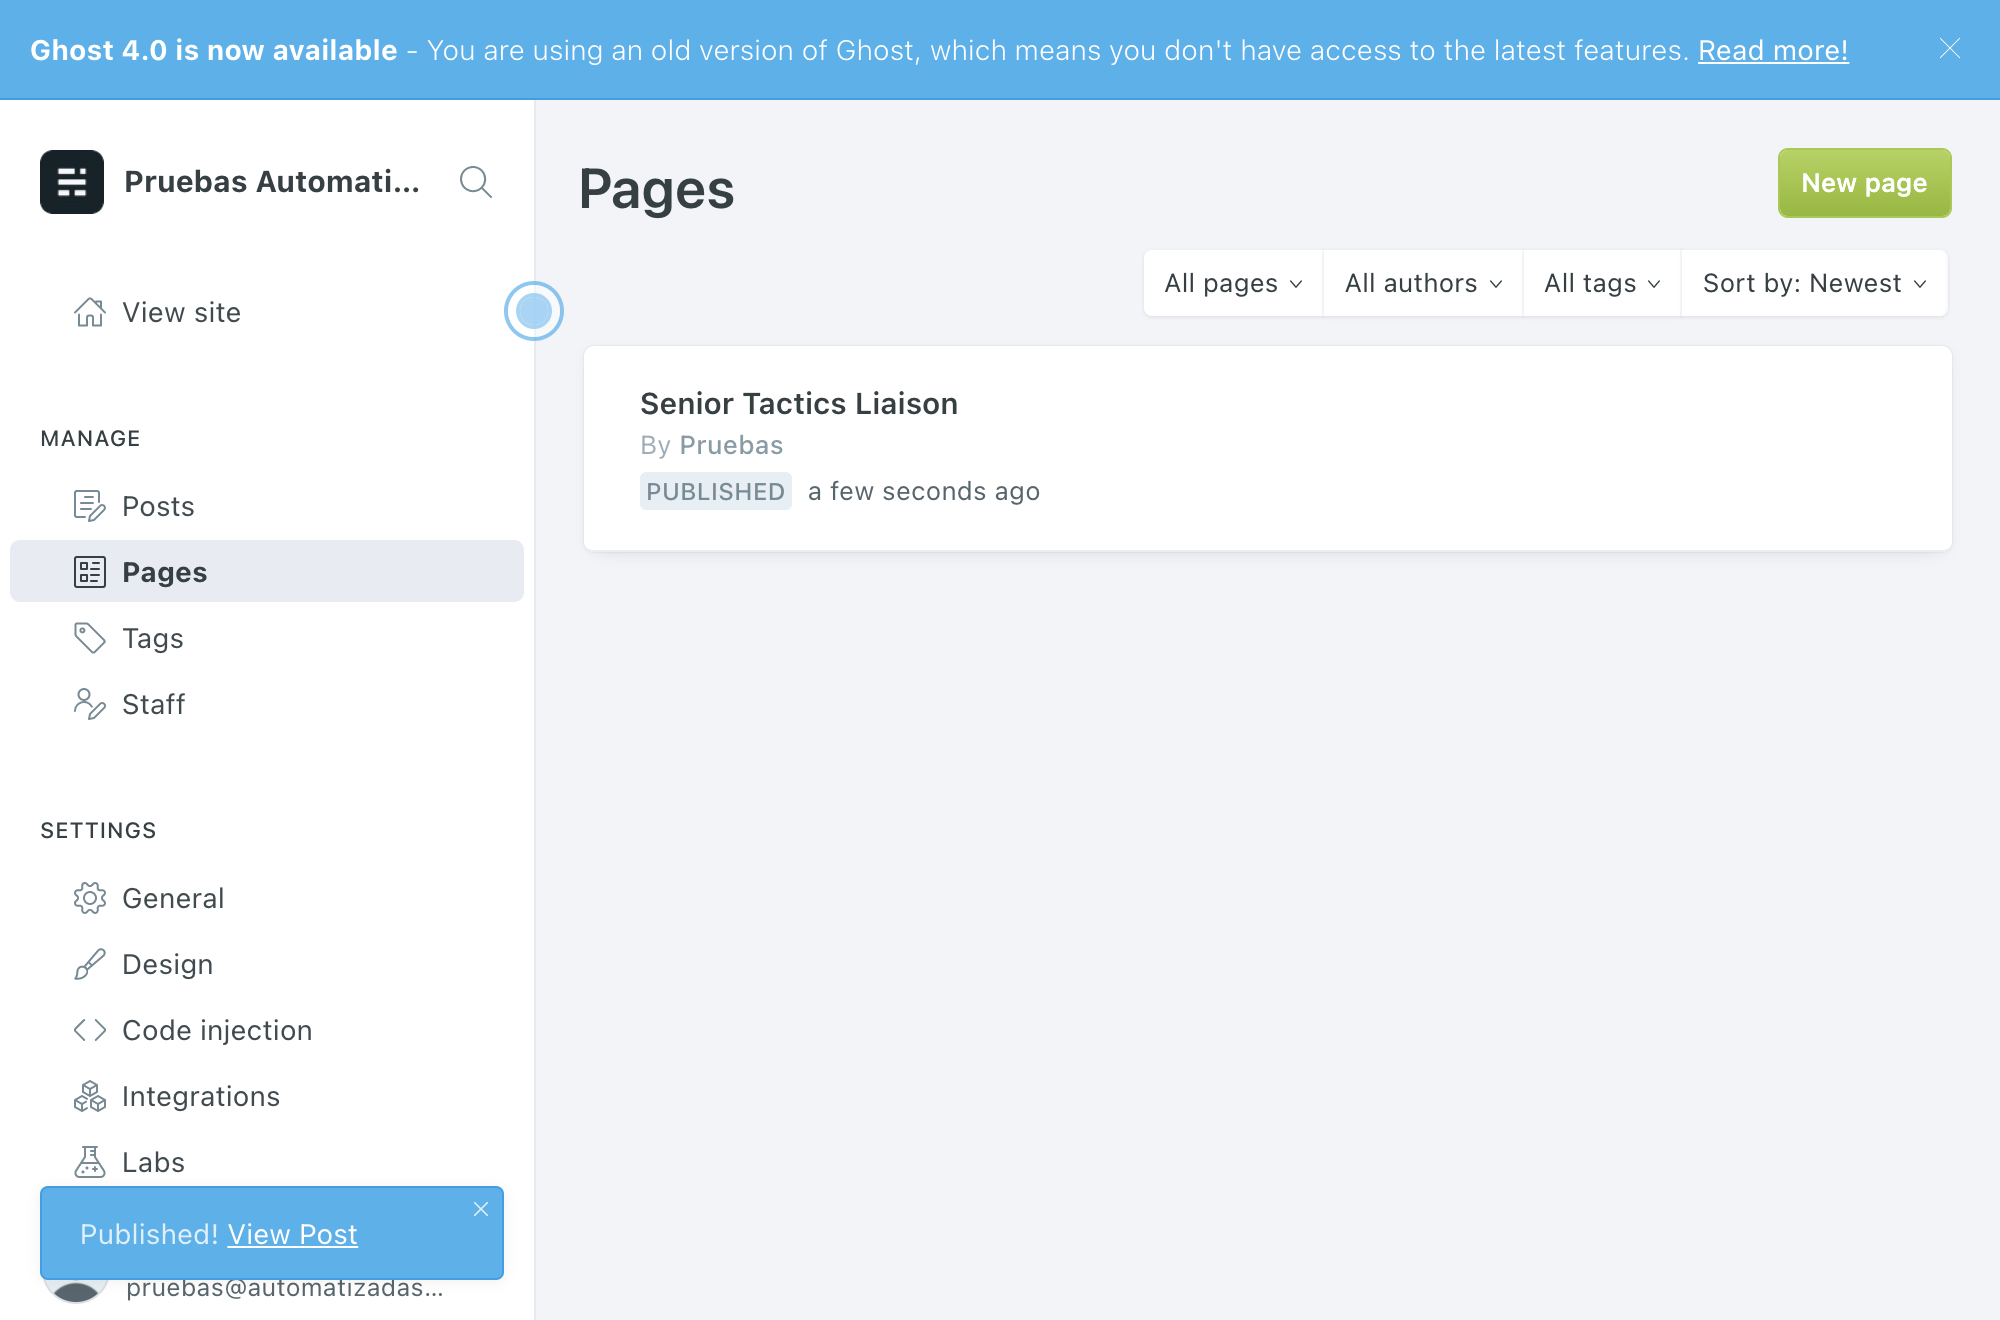 Ghost 4.0 is now available - You are using an old version of Ghost, which means you don't have access to the latest features. Read more!
Pruebas Automati...
View site
MANAGE
Posts
Pages
Tags
Staff
SETTINGS
General
Design
Code injection
Integrations
Labs
Published! View Post
pruebas@automatizadas...
Pages
New page
All pages
All authors
All tags
Sort by: Newest
Senior Tactics Liaison
By Pruebas
PUBLISHED a few seconds ago